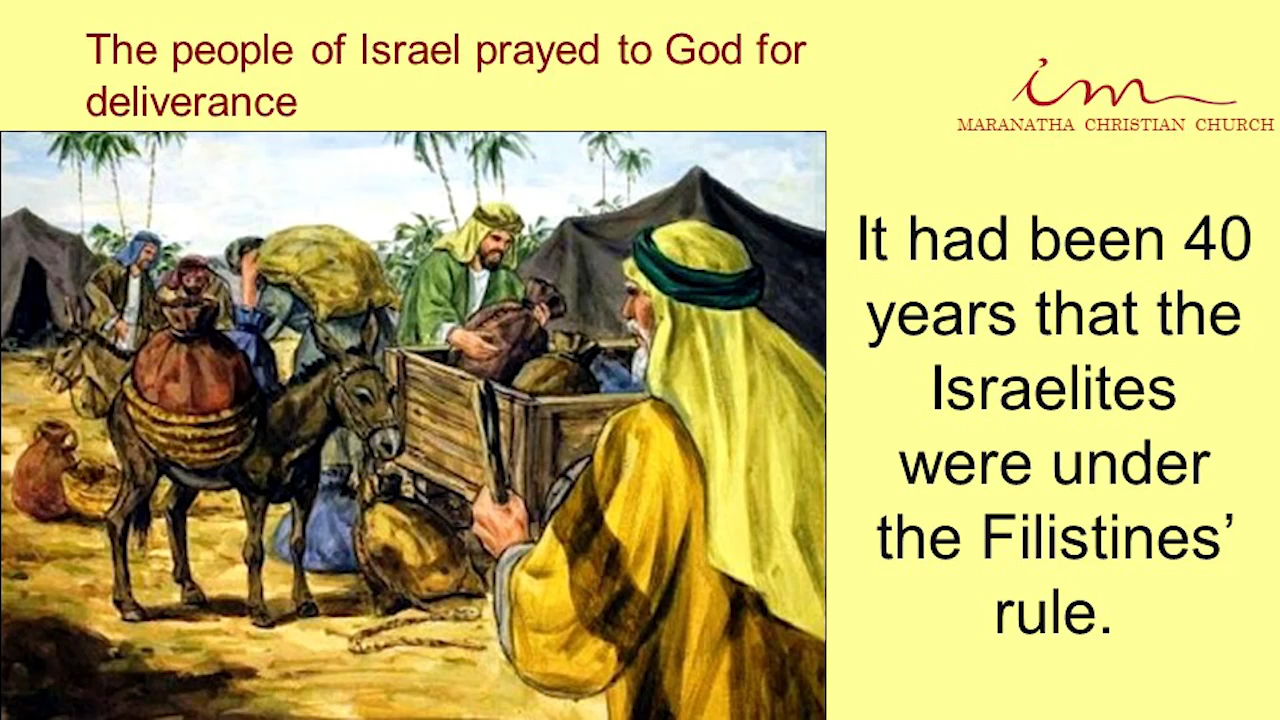 The people of Israel prayed to God for
deliverance
im
MARANATHA CHRISTIAN CHURCH
It had been 40
years that the
Israelites
were under
the Filistines’
rule.